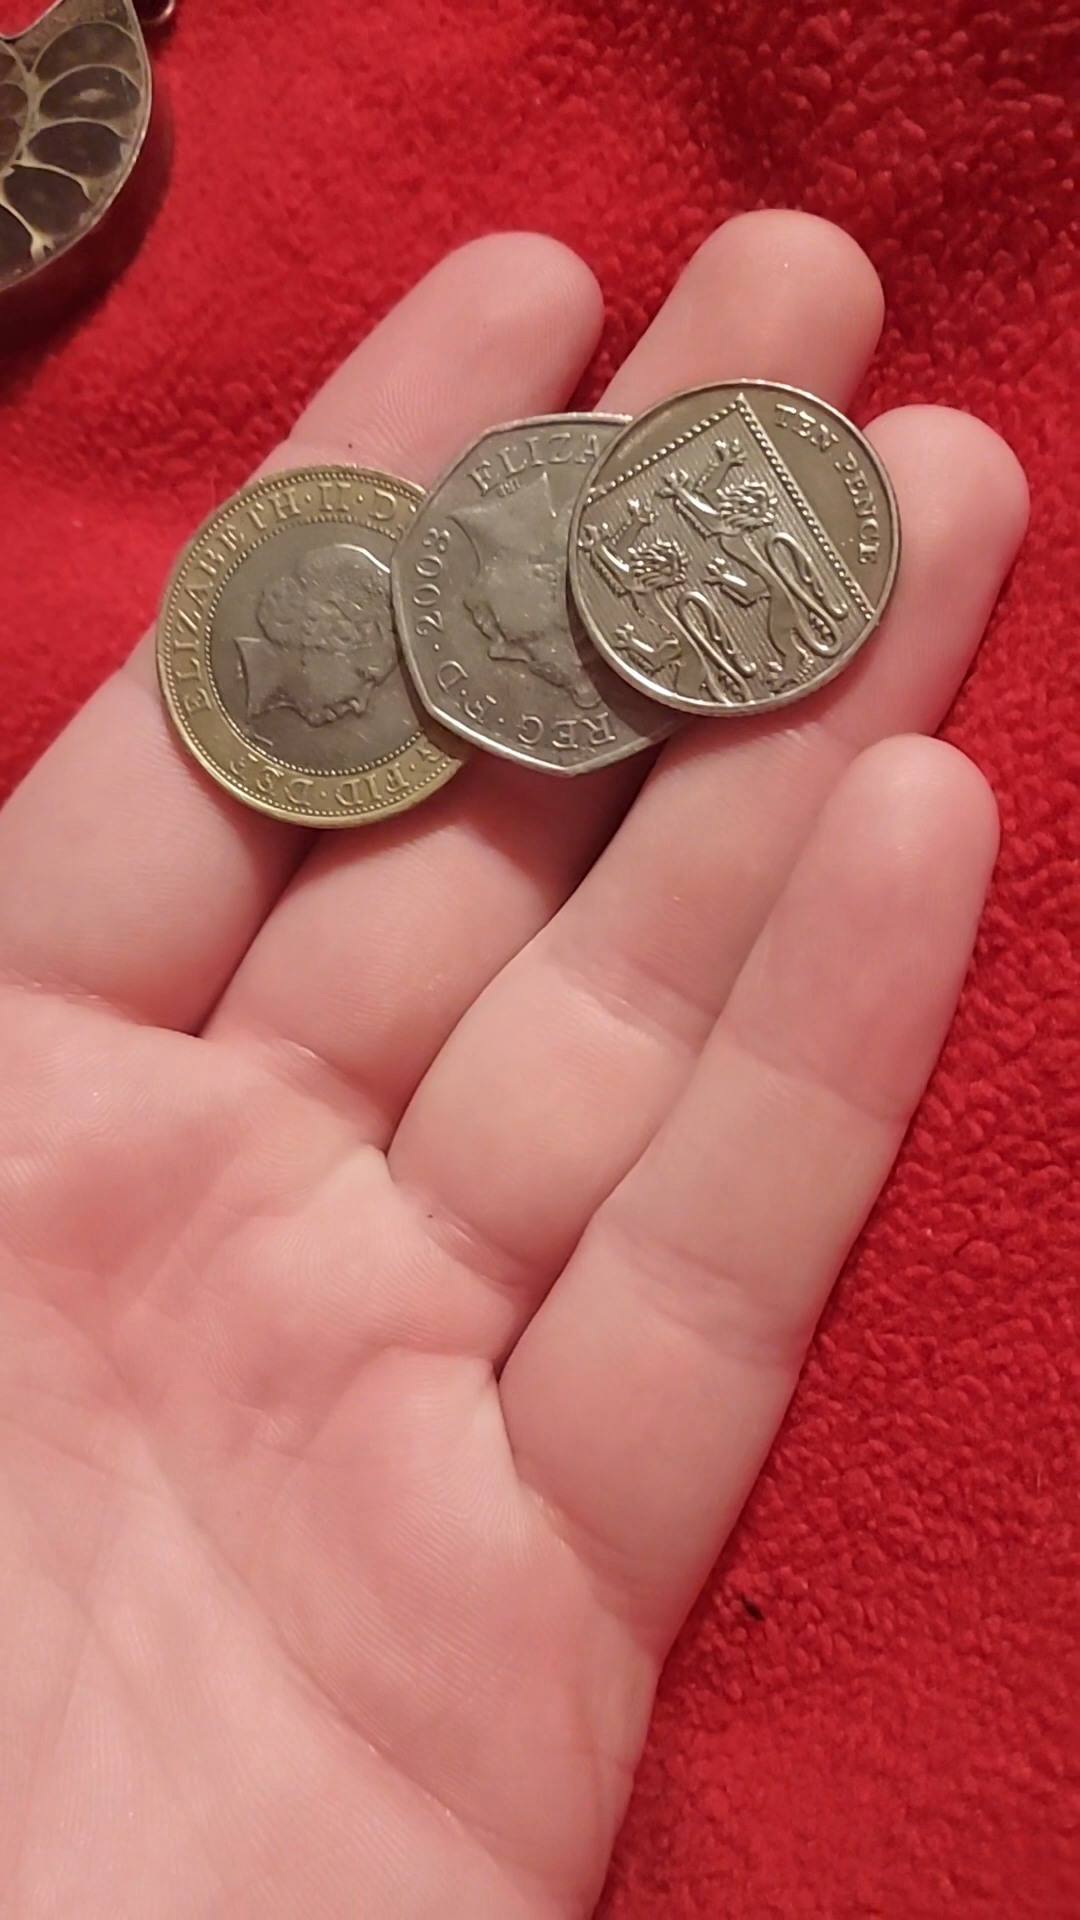 ELIZABETH·II·D
·FID·DEF
ELIZA
REG·F·D·2008
TEN PENCE